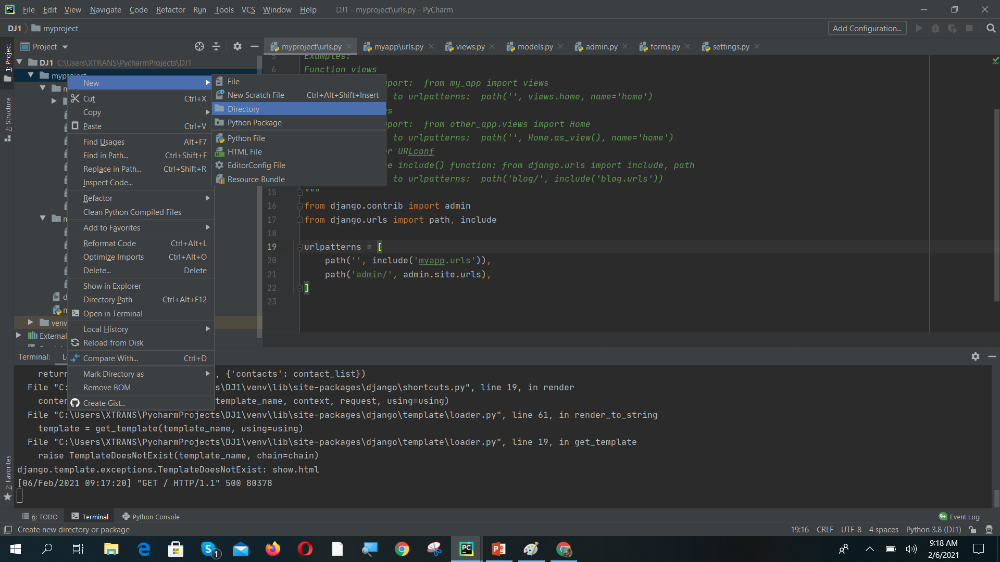 File Edit View Navigate Code Refactor Run Tools VCS Window Help DJ1 - myproject\urls.py - PyCharm
DJ1 myproject Add Configuration...
1: Project
7: Structure
2: Favorites
Project
myproject\urls.py myapp\urls.py views.py models.py admin.py forms.py settings.py
DJ1 C:\Users\XTRANS\PycharmProjects\DJ1
myproject
m
m
d
m
venv
External
New
Cut Ctrl+X
Copy
Paste Ctrl+V
Find Usages Alt+F7
Find in Path... Ctrl+Shift+F
Replace in Path... Ctrl+Shift+R
Inspect Code...
Refactor
Clean Python Compiled Files
Add to Favorites
Reformat Code Ctrl+Alt+L
Optimize Imports Ctrl+Alt+O
Delete... Delete
Show in Explorer
Directory Path Ctrl+Alt+F12
Open in Terminal
Local History
Reload from Disk
Compare With... Ctrl+D
Mark Directory as
Remove BOM
Create Gist...
File
New Scratch File Ctrl+Alt+Shift+Insert
Directory
Python Package
Python File
HTML File
EditorConfig File
Resource Bundle
5 Examples:
6 Function views
port: from my_app import views
to urlpatterns: path('', views.home, name='home')
s
port: from other_app.views import Home
to urlpatterns: path('', Home.as_view(), name='home')
r URLconf
e include() function: from django.urls import include, path
to urlpatterns: path('blog/', include('blog.urls'))
15 """
16 from django.contrib import admin
17 from django.urls import path, include
18
19 urlpatterns = [
20 path('', include('myapp.urls')),
21 path('admin/', admin.site.urls),
22 ]
23
Terminal: L
return , {'contacts': contact_list})
File "C: s\DJ1\venv\lib\site-packages\django\shortcuts.py", line 19, in render
conten template_name, context, request, using=using)
File "C:\Users\XTRANS\PycharmProjects\DJ1\venv\lib\site-packages\django\template\loader.py", line 61, in render_to_string
template = get_template(template_name, using=using)
File "C:\Users\XTRANS\PycharmProjects\DJ1\venv\lib\site-packages\django\template\loader.py", line 19, in get_template
raise TemplateDoesNotExist(template_name, chain=chain)
django.template.exceptions.TemplateDoesNotExist: show.html
[06/Feb/2021 09:17:20] "GET / HTTP/1.1" 500 80378
6: TODO Terminal Python Console 9+ Event Log
Create new directory or package 19:16 CRLF UTF-8 4 spaces Python 3.8 (DJ1)
1
9:18 AM
2/6/2021